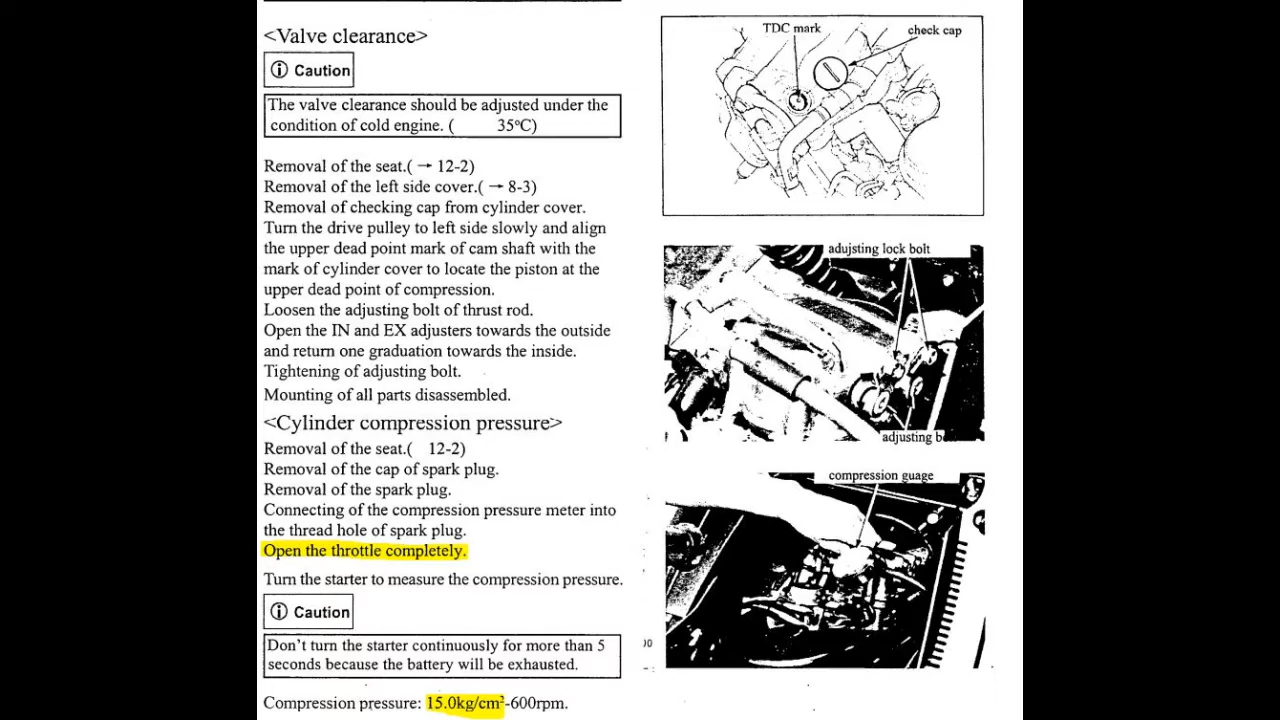 <Valve clearance>
ⓘ Caution
The valve clearance should be adjusted under the
condition of cold engine. ( 35°C)
Removal of the seat.( → 12-2)
Removal of the left side cover.( → 8-3)
Removal of checking cap from cylinder cover.
Turn the drive pulley to left side slowly and align
the upper dead point mark of cam shaft with the
mark of cylinder cover to locate the piston at the
upper dead point of compression.
Loosen the adjusting bolt of thrust rod.
Open the IN and EX adjusters towards the outside
and return one graduation towards the inside.
Tightening of adjusting bolt.
Mounting of all parts disassembled.
<Cylinder compression pressure>
Removal of the seat.( 12-2)
Removal of the cap of spark plug.
Removal of the spark plug.
Connecting of the compression pressure meter into
the thread hole of spark plug.
Open the throttle completely.
Turn the starter to measure the compression pressure.
ⓘ Caution
Don't turn the starter continuously for more than 5
seconds because the battery will be exhausted.
Compression pressure: 15.0kg/cm²-600rpm.
TDC mark
check cap
adujsting lock bolt
adjusting
compression guage